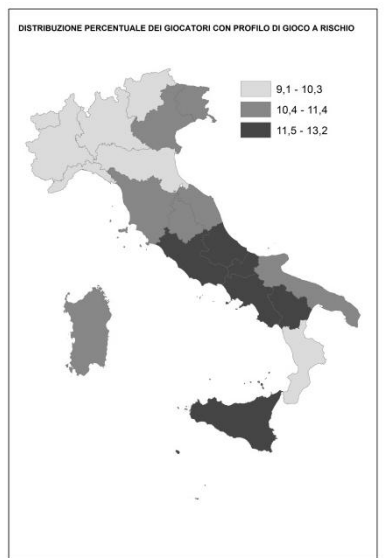 DISTRIBUZIONE PERCENTUALE DEI GIOCATORI CON PROFILO DI GIOCO A RISCHIO
9,1 - 10,3
10,4 - 11,4
11,5 - 13,2